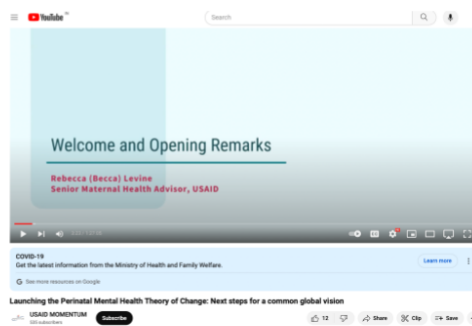 YouTube
Search
Welcome and Opening Remarks
Rebecca (Becca) Levine
Senior Maternal Health Advisor, USAID
COVID-19
Get the latest information from the Ministry of Health and Family Welfare.
Learn more
See more resources on Google
Launching the Perinatal Mental Health Theory of Change: Next steps for a common global vision
USAID MOMENTUM
Subscribe
12
Share
Clip
Save